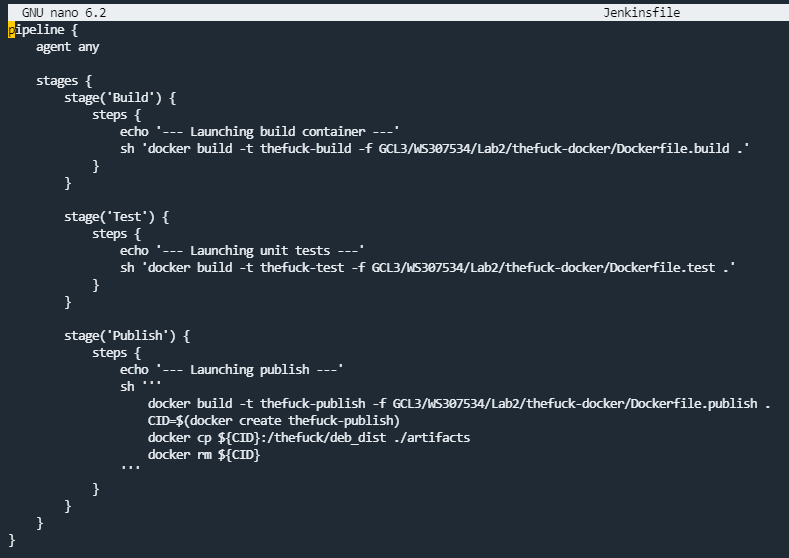 GNU nano 6.2 Jenkinsfile
pipeline {
    agent any

    stages {
        stage('Build') {
            steps {
                echo '--- Launching build container ---'
                sh 'docker build -t thefuck-build -f GCL3/WS307534/Lab2/thefuck-docker/Dockerfile.build .'
            }
        }

        stage('Test') {
            steps {
                echo '--- Launching unit tests ---'
                sh 'docker build -t thefuck-test -f GCL3/WS307534/Lab2/thefuck-docker/Dockerfile.test .'
            }
        }

        stage('Publish') {
            steps {
                echo '--- Launching publish ---'
                sh '''
                    docker build -t thefuck-publish -f GCL3/WS307534/Lab2/thefuck-docker/Dockerfile.publish .
                    CID=$(docker create thefuck-publish)
                    docker cp ${CID}:/thefuck/deb_dist ./artifacts
                    docker rm ${CID}
                '''
            }
        }
    }
}